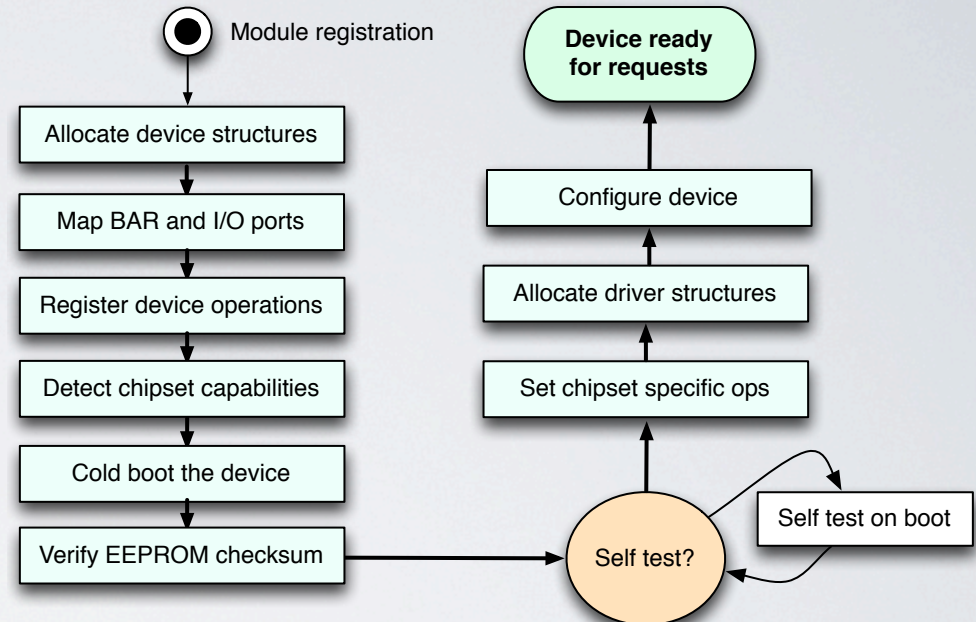 Module registration
Allocate device structures
Map BAR and I/O ports
Register device operations
Detect chipset capabilities
Cold boot the device
Verify EEPROM checksum
Self test?
Self test on boot
Set chipset specific ops
Allocate driver structures
Configure device
Device ready
for requests